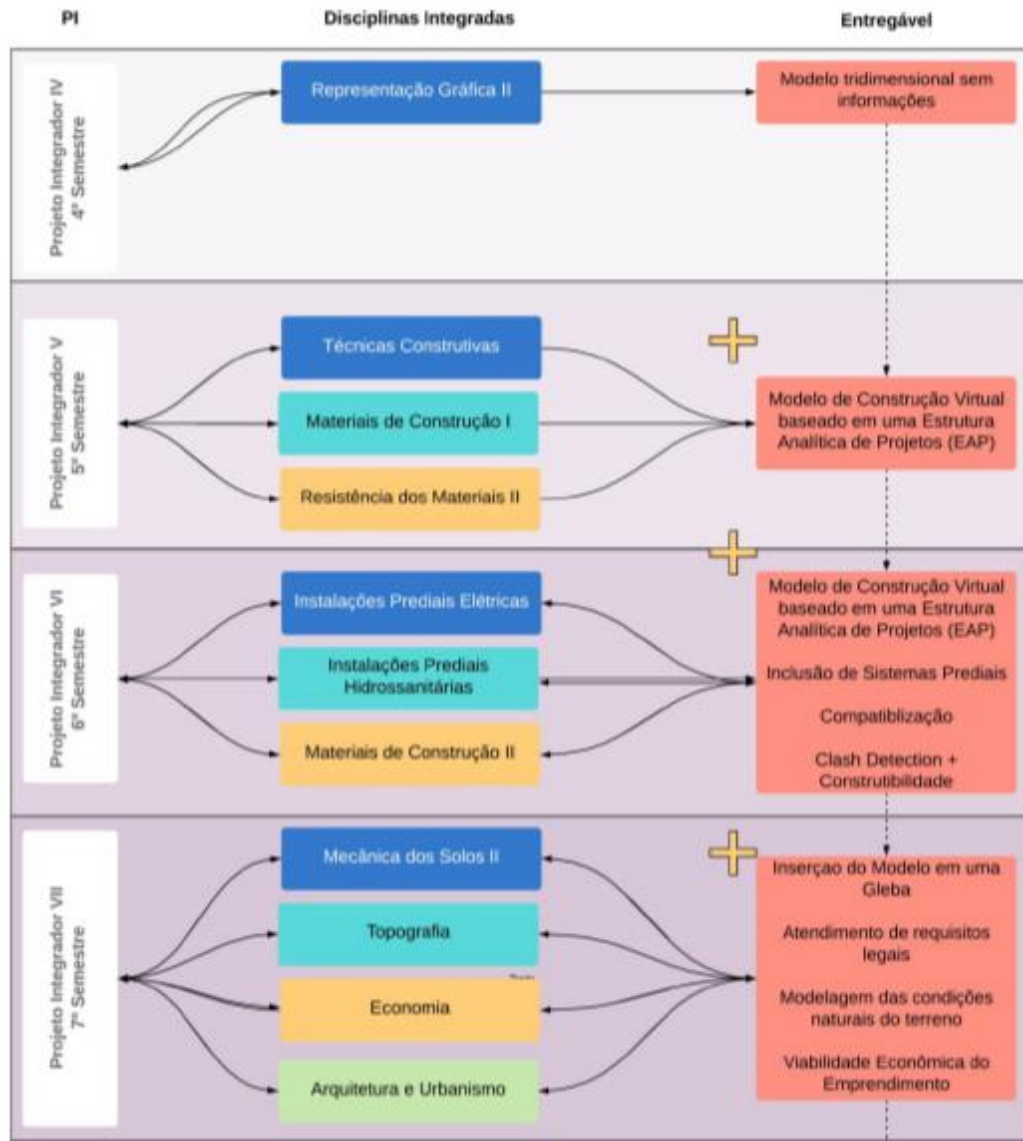 PI
Disciplinas Integradas
Entregável
Projeto Integrador IV
4º Semestre
Representação Gráfica II
Modelo tridimensional sem
informações
Projeto Integrador V
5º Semestre
Técnicas Construtivas
Materiais de Construção I
Resistência dos Materiais II
Modelo de Construção Virtual
baseado em uma Estrutura
Analítica de Projetos (EAP)
Projeto Integrador VI
6º Semestre
Instalações Prediais Elétricas
Instalações Prediais
Hidrossanitárias
Materiais de Construção II
Modelo de Construção Virtual
baseado em uma Estrutura
Analítica de Projetos (EAP)
Inclusão de Sistemas Prediais
Compatiblização
Clash Detection +
Construtibilidade
Projeto Integrador VII
7º Semestre
Mecânica dos Solos II
Topografia
Economia
Arquitetura e Urbanismo
Inserçao do Modelo em uma
Gleba
Atendimento de requisitos
legais
Modelagem das condições
naturais do terreno
Viabilidade Econômica do
Emprendimento